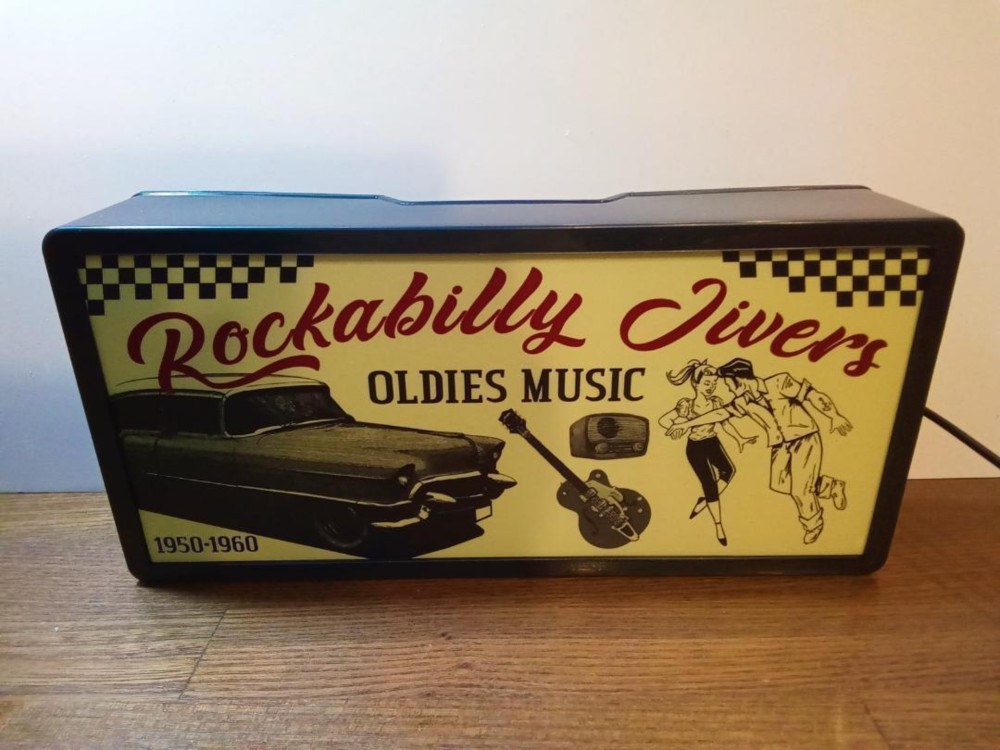 Rockabilly Jivers
OLDIES MUSIC
1950-1960